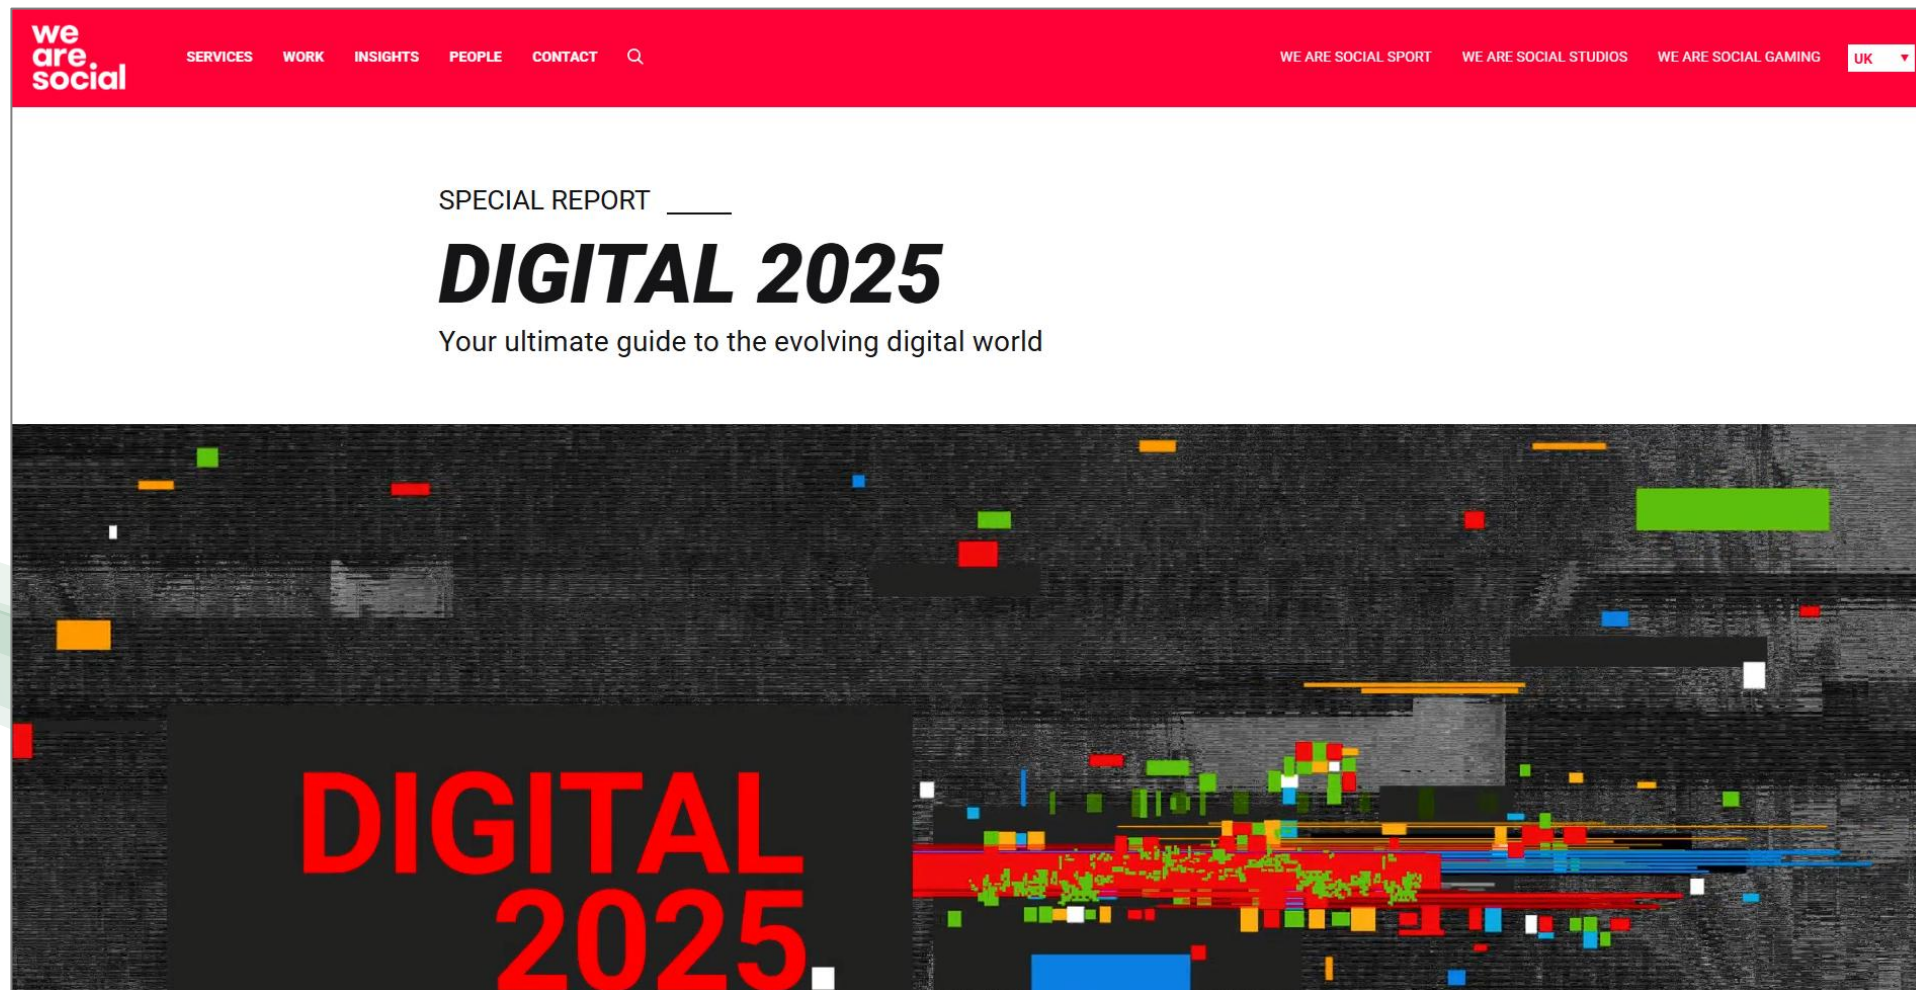 we
are
social
SERVICES WORK INSIGHTS PEOPLE CONTACT WE ARE SOCIAL SPORT WE ARE SOCIAL STUDIOS WE ARE SOCIAL GAMING UK
SPECIAL REPORT
DIGITAL 2025
Your ultimate guide to the evolving digital world
DIGITAL
2025